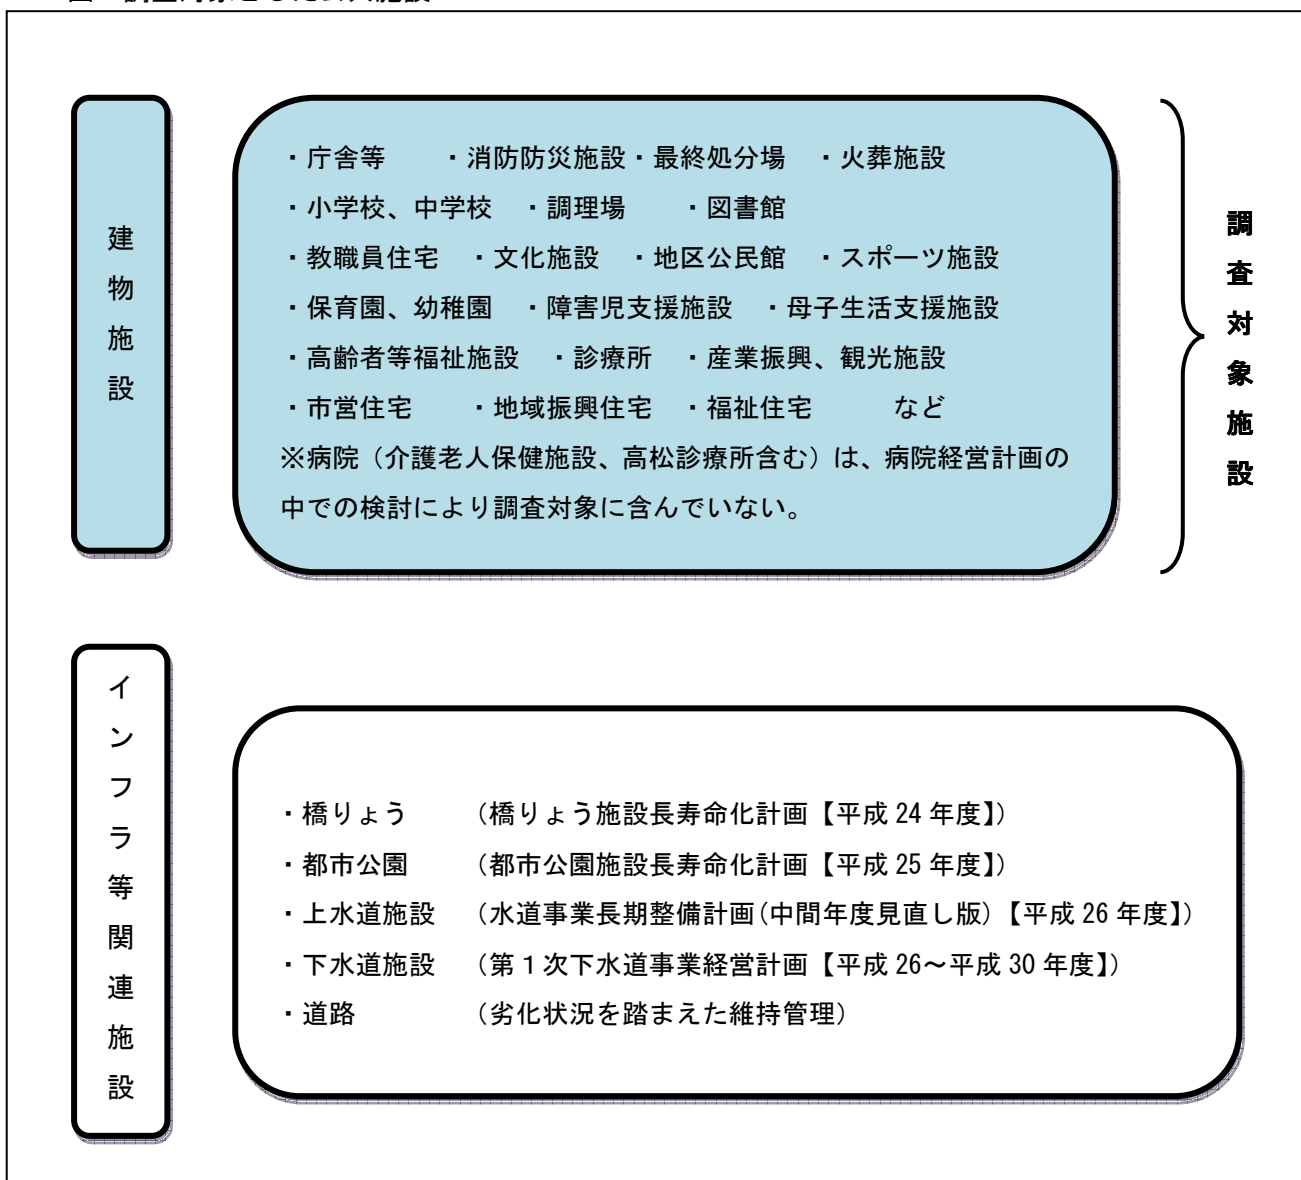 建物施設
・庁舎等　　・消防防災施設・最終処分場　・火葬施設
・小学校、中学校　・調理場　　・図書館
・教職員住宅　・文化施設　・地区公民館　・スポーツ施設
・保育園、幼稚園　・障害児支援施設　・母子生活支援施設
・高齢者等福祉施設　・診療所　・産業振興、観光施設
・市営住宅　　・地域振興住宅　・福祉住宅　　など
※病院（介護老人保健施設、高松診療所含む）は、病院経営計画の
中での検討により調査対象に含んでいない。
調査対象施設
インフラ等関連施設
・橋りょう　　（橋りょう施設長寿命化計画【平成 24 年度】）
・都市公園　　（都市公園施設長寿命化計画【平成 25 年度】）
・上水道施設　（水道事業長期整備計画(中間年度見直し版)【平成 26 年度】）
・下水道施設　（第１次下水道事業経営計画【平成 26～平成 30 年度】）
・道路　　　　（劣化状況を踏まえた維持管理）